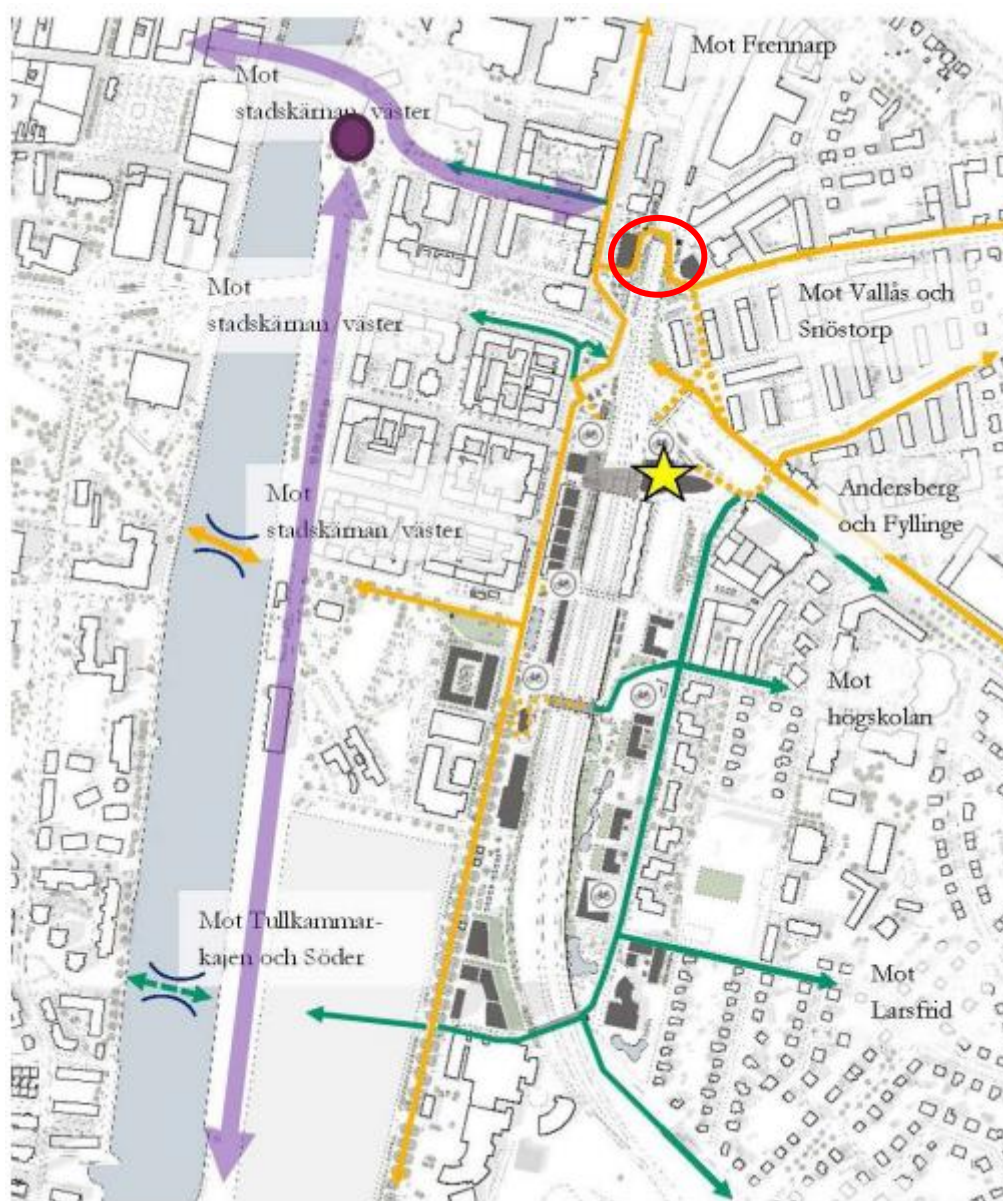 Mot Frennarp
Mot
stadskärnan/väster
Mot
stadskärnan/väster
Mot Vallås och
Snöstorp
Mot
stadskärnan/väster
Andersberg
och Fyllinge
Mot
högskolan
Mot Tullkammar-
kajen och Söder
Mot
Larsfrid